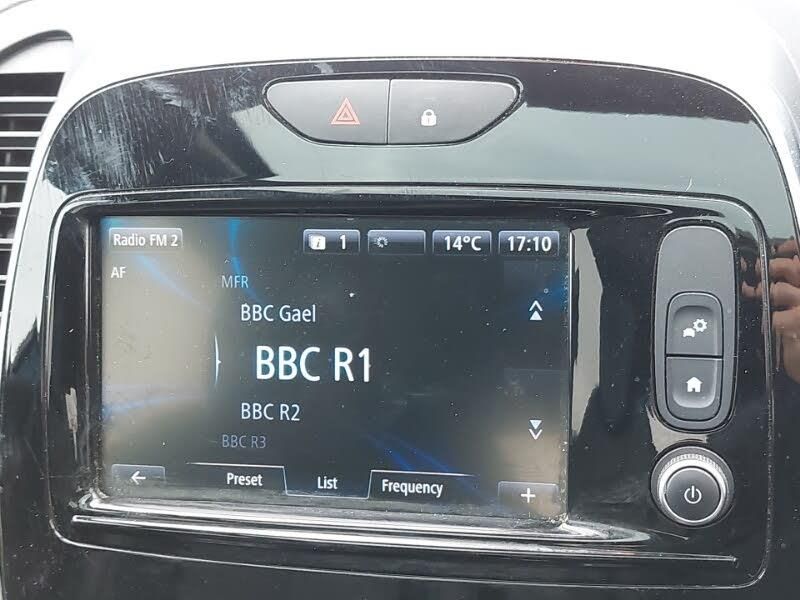 Radio FM 2
i 1
14°C
17:10
AF
MFR
BBC Gael
BBC R1
BBC R2
BBC R3
Preset
List
Frequency
+